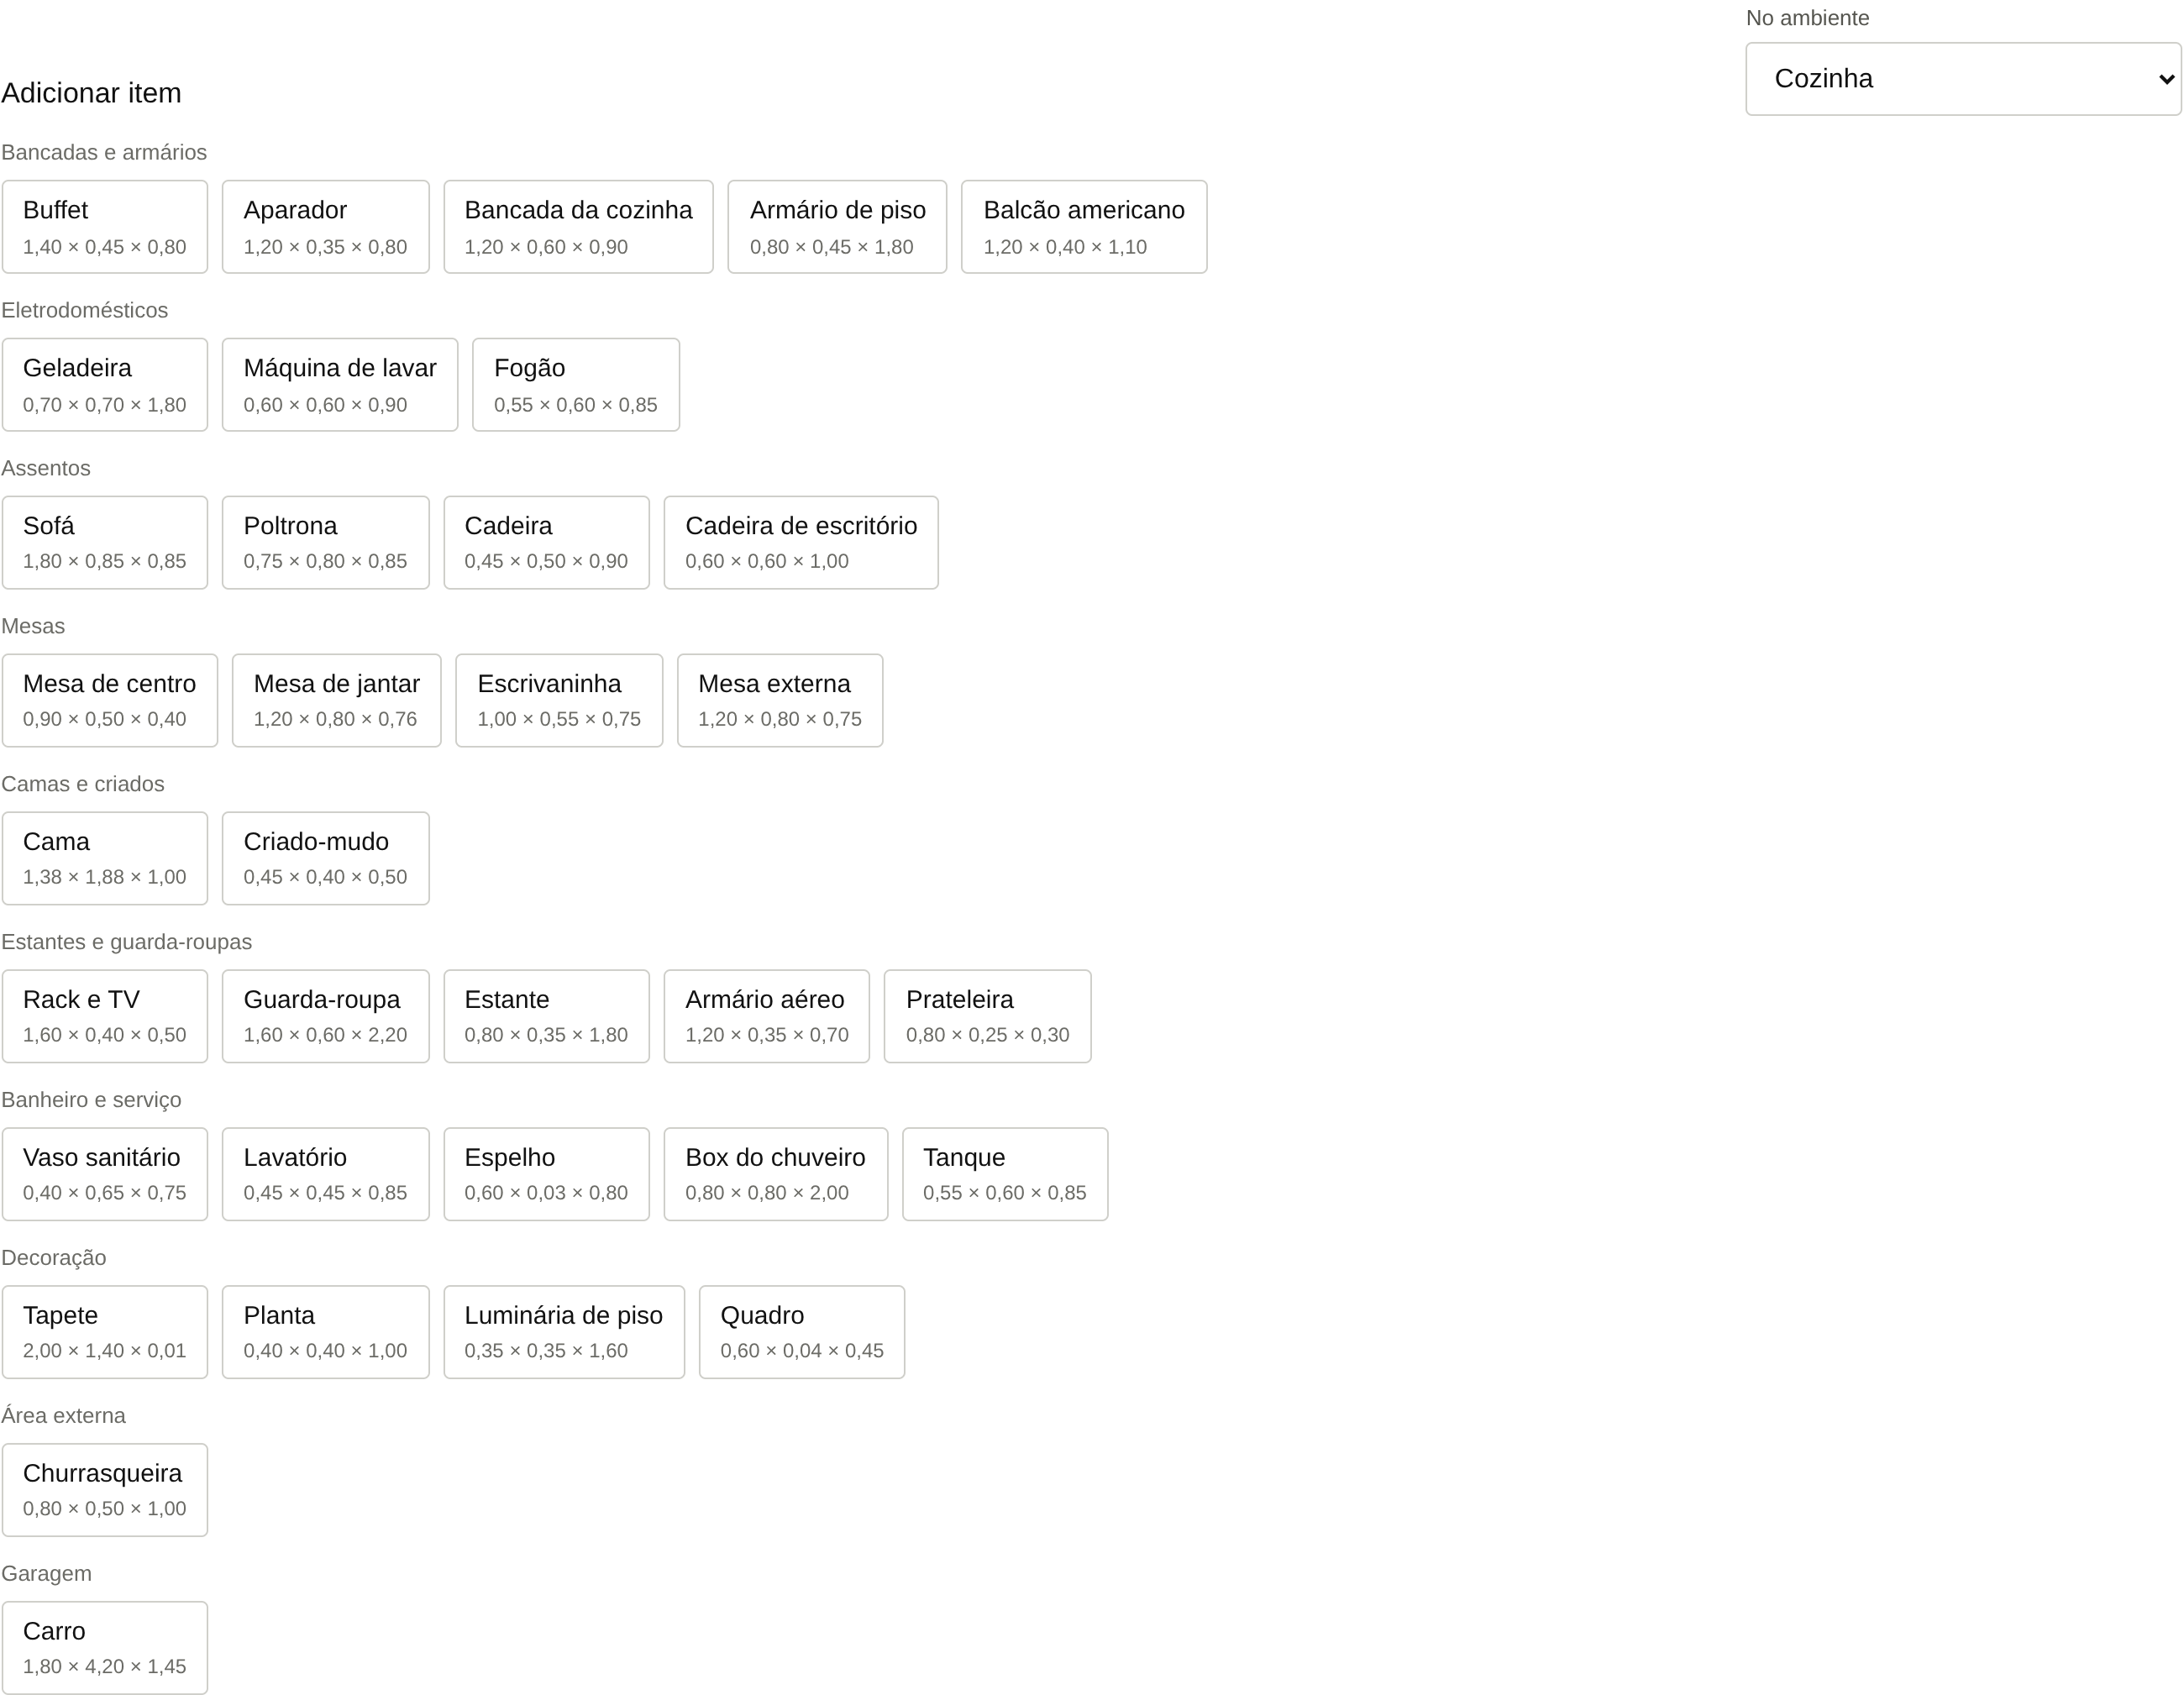 No ambiente
Cozinha
Adicionar item
Bancadas e armários
Buffet
1,40 × 0,45 × 0,80
Aparador
1,20 × 0,35 × 0,80
Bancada da cozinha
1,20 × 0,60 × 0,90
Armário de piso
0,80 × 0,45 × 1,80
Balcão americano
1,20 × 0,40 × 1,10
Eletrodomésticos
Geladeira
0,70 × 0,70 × 1,80
Máquina de lavar
0,60 × 0,60 × 0,90
Fogão
0,55 × 0,60 × 0,85
Assentos
Sofá
1,80 × 0,85 × 0,85
Poltrona
0,75 × 0,80 × 0,85
Cadeira
0,45 × 0,50 × 0,90
Cadeira de escritório
0,60 × 0,60 × 1,00
Mesas
Mesa de centro
0,90 × 0,50 × 0,40
Mesa de jantar
1,20 × 0,80 × 0,76
Escrivaninha
1,00 × 0,55 × 0,75
Mesa externa
1,20 × 0,80 × 0,75
Camas e criados
Cama
1,38 × 1,88 × 1,00
Criado-mudo
0,45 × 0,40 × 0,50
Estantes e guarda-roupas
Rack e TV
1,60 × 0,40 × 0,50
Guarda-roupa
1,60 × 0,60 × 2,20
Estante
0,80 × 0,35 × 1,80
Armário aéreo
1,20 × 0,35 × 0,70
Prateleira
0,80 × 0,25 × 0,30
Banheiro e serviço
Vaso sanitário
0,40 × 0,65 × 0,75
Lavatório
0,45 × 0,45 × 0,85
Espelho
0,60 × 0,03 × 0,80
Box do chuveiro
0,80 × 0,80 × 2,00
Tanque
0,55 × 0,60 × 0,85
Decoração
Tapete
2,00 × 1,40 × 0,01
Planta
0,40 × 0,40 × 1,00
Luminária de piso
0,35 × 0,35 × 1,60
Quadro
0,60 × 0,04 × 0,45
Área externa
Churrasqueira
0,80 × 0,50 × 1,00
Garagem
Carro
1,80 × 4,20 × 1,45